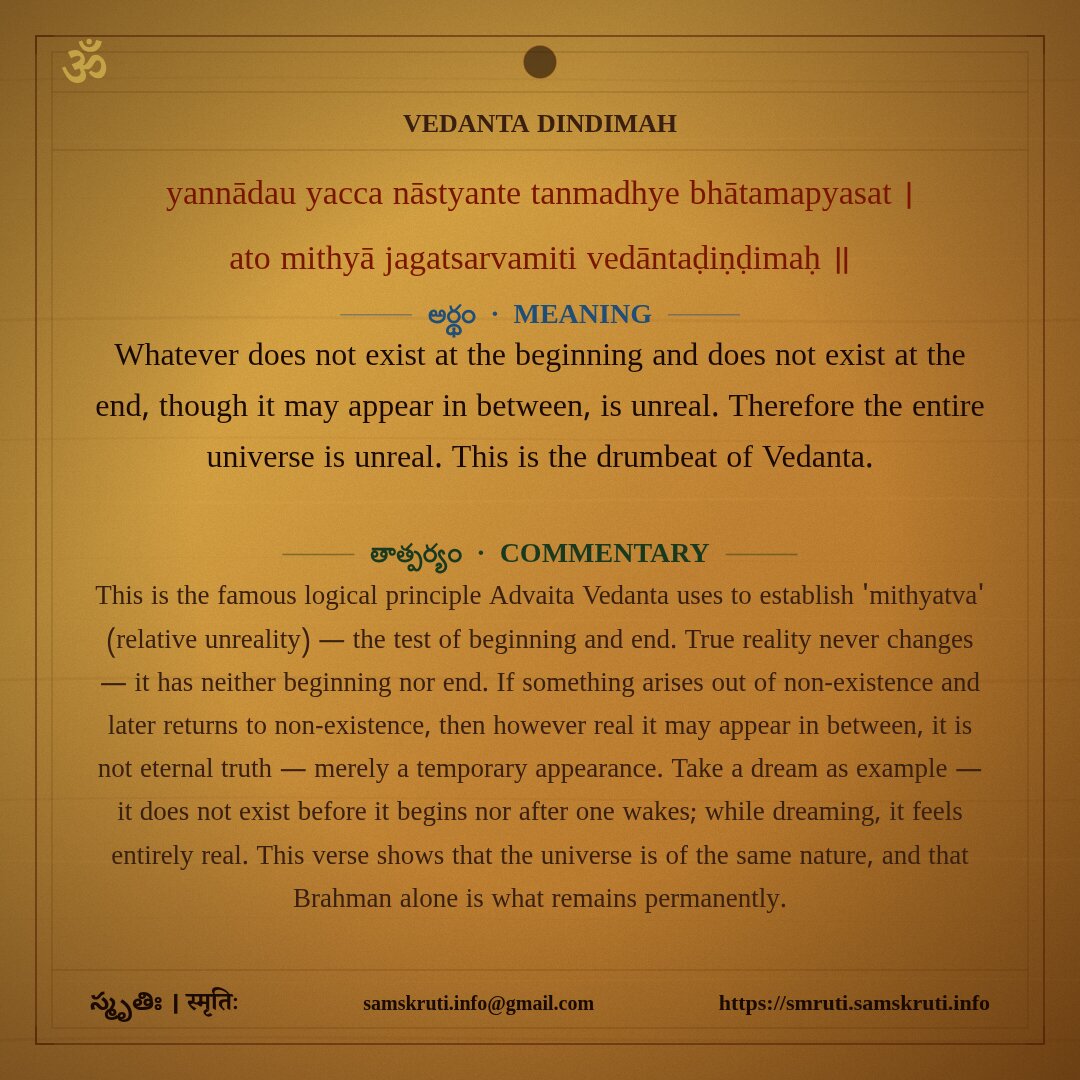 ॐ
VEDANTA DINDIMAH
yannādau yacca nāstyante tanmadhye bhātamapyasat |
ato mithyā jagatsarvamiti vedāntaḍiṇḍimaḥ ||
అర్థం · MEANING
Whatever does not exist at the beginning and does not exist at the
end, though it may appear in between, is unreal. Therefore the entire
universe is unreal. This is the drumbeat of Vedanta.
తాత్పర్యం · COMMENTARY
This is the famous logical principle Advaita Vedanta uses to establish 'mithyatva'
(relative unreality) — the test of beginning and end. True reality never changes
— it has neither beginning nor end. If something arises out of non-existence and
later returns to non-existence, then however real it may appear in between, it is
not eternal truth — merely a temporary appearance. Take a dream as example —
it does not exist before it begins nor after one wakes; while dreaming, it feels
entirely real. This verse shows that the universe is of the same nature, and that
Brahman alone is what remains permanently.
స్మృతిః | स्मृतिः samskruti.info@gmail.com https://smruti.samskruti.info